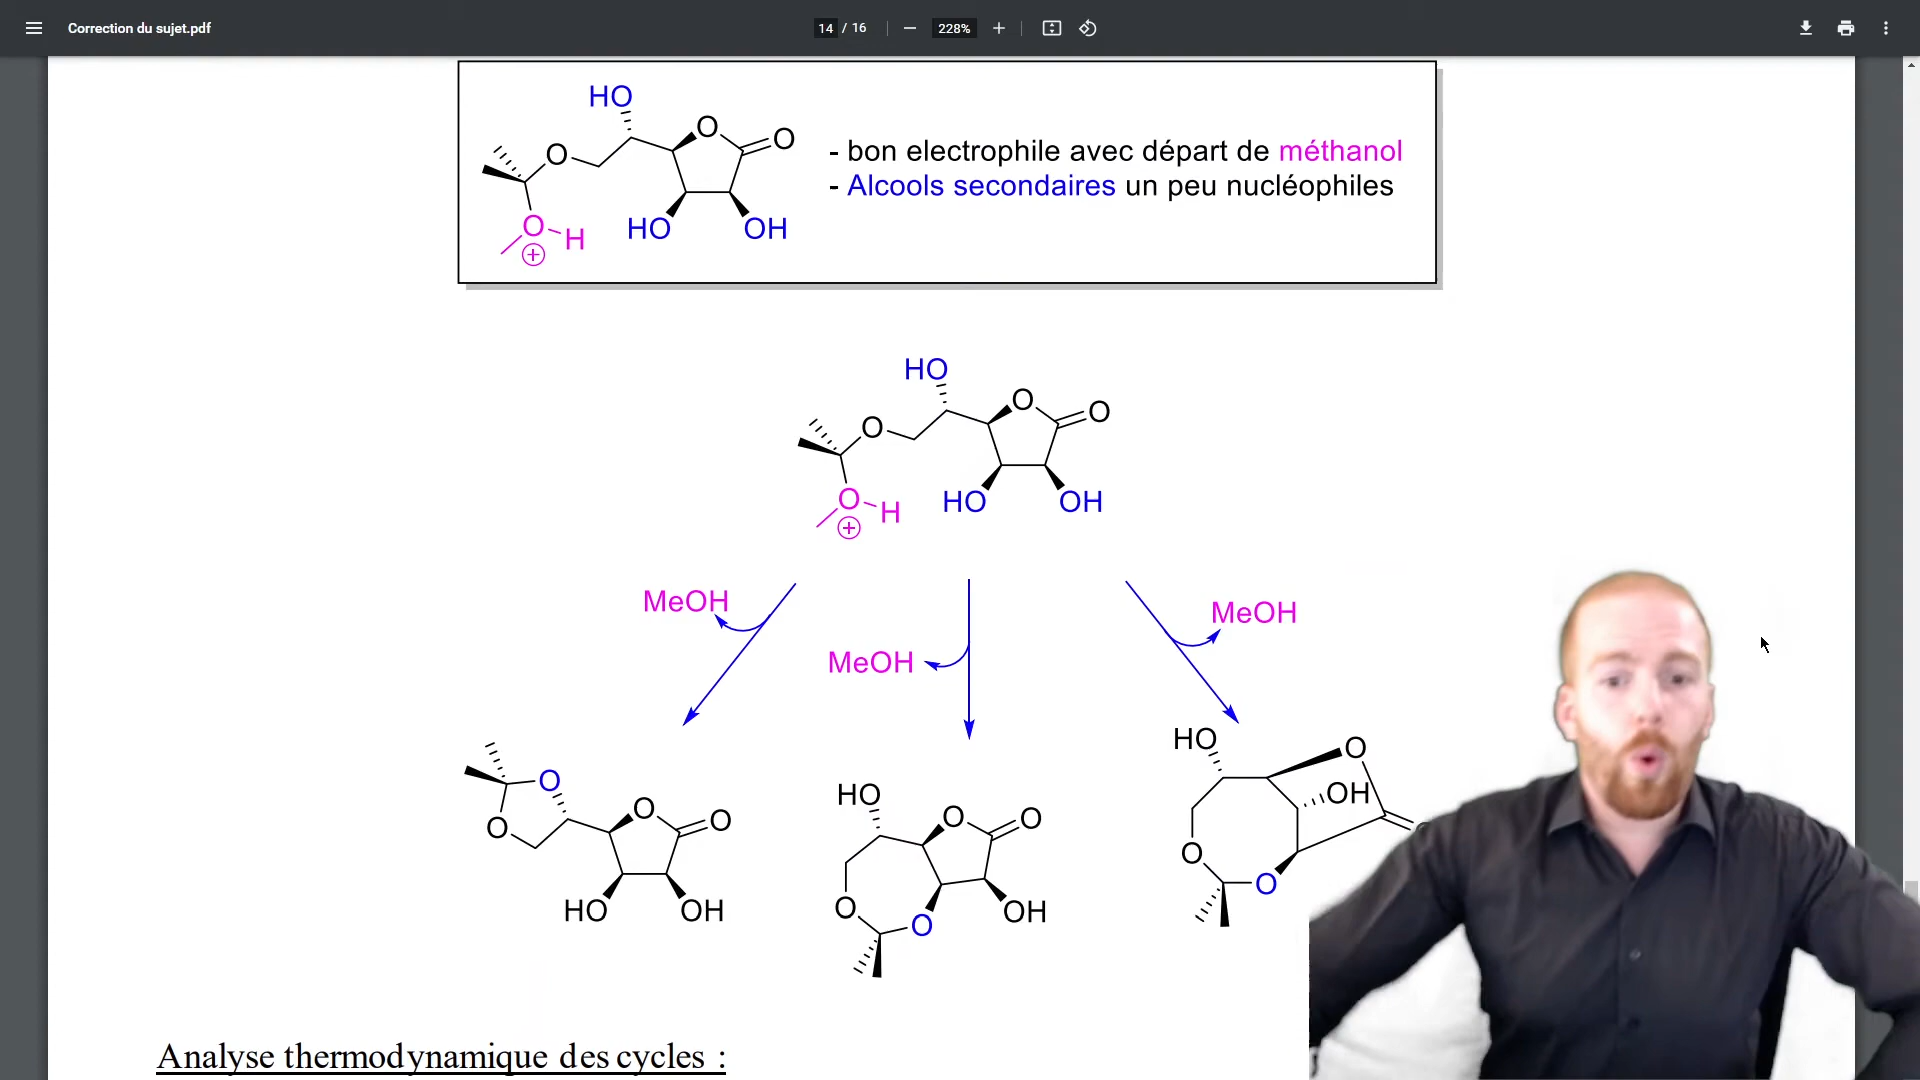 Correction du sujet.pdf
14 / 16
228%
HO
O
O
O
- bon electrophile avec départ de méthanol
- Alcools secondaires un peu nucléophiles
O
H
HO
OH
+
HO
O
O
O
O
H
HO
OH
+
MeOH
MeOH
MeOH
HO
O
OH
O
O
O
HO
O
O
O
O
O
HO
OH
O
OH
O
O
Analyse thermodynamique des cycles :